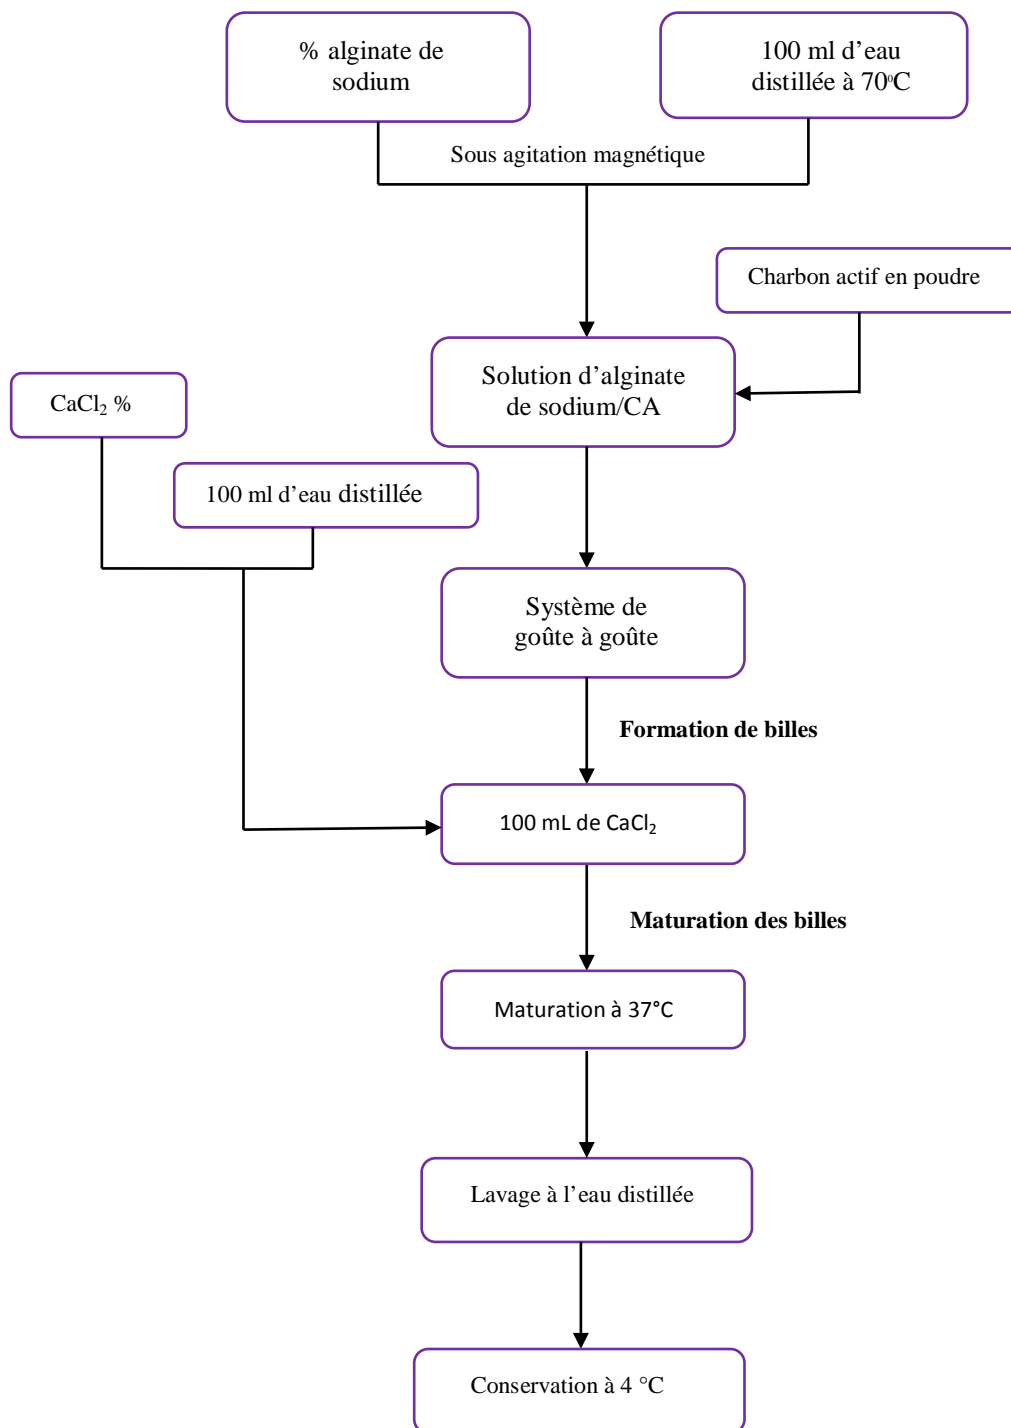 % alginate de
sodium
100 ml d’eau
distillée à 70°C
Sous agitation magnétique
Charbon actif en poudre
Solution d’alginate
de sodium/CA
CaCl₂ %
100 ml d’eau distillée
Système de
goûte à goûte
Formation de billes
100 mL de CaCl₂
Maturation des billes
Maturation à 37°C
Lavage à l’eau distillée
Conservation à 4 °C